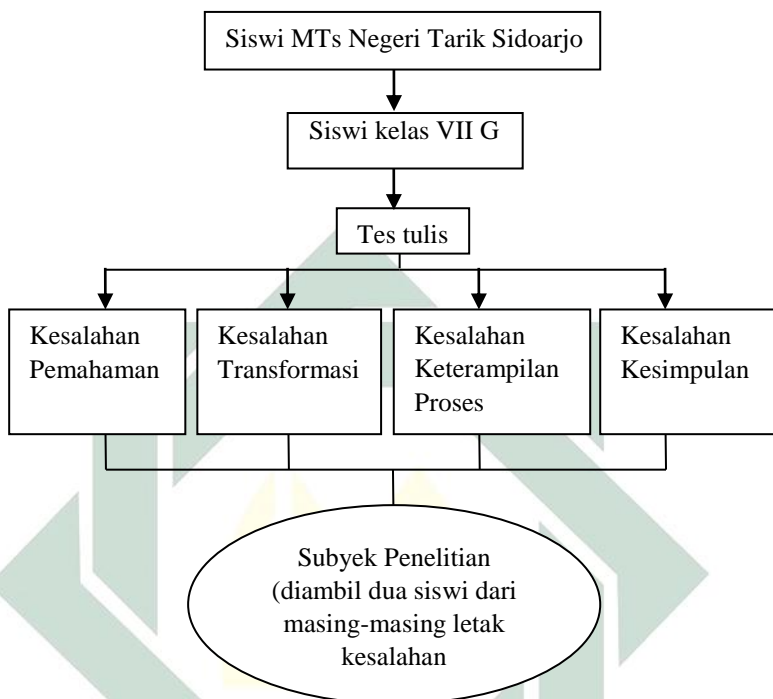 Siswi MTs Negeri Tarik Sidoarjo
Siswi kelas VII G
Tes tulis
Kesalahan
Pemahaman
Kesalahan
Transformasi
Kesalahan
Keterampilan
Proses
Kesalahan
Kesimpulan
Subyek Penelitian
(diambil dua siswi dari
masing-masing letak
kesalahan